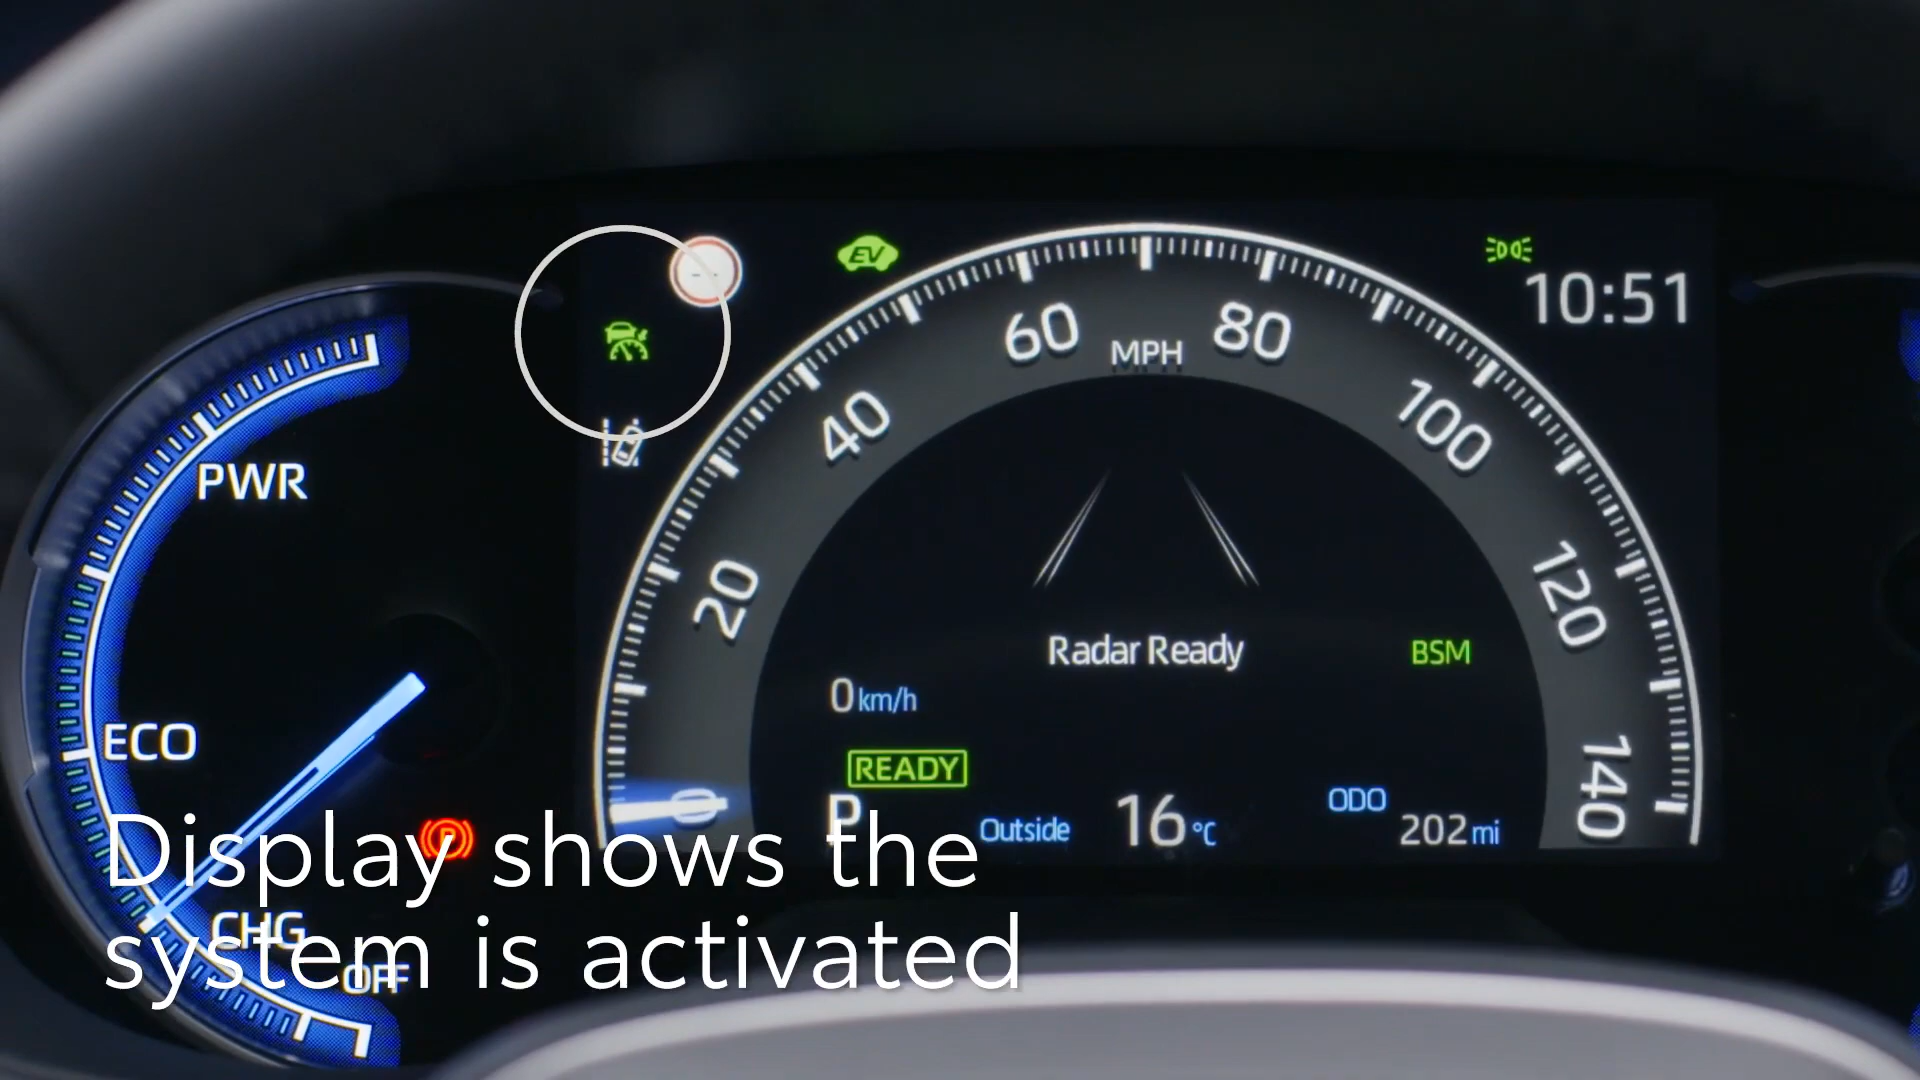 EV
10:51
60
MPH
80
40
100
PWR
20
120
Radar Ready
BSM
0 km/h
ECO
READY
140
0
P
Outside
16 °C
ODO
202 mi
Display shows the
system is activated
CHG
OFF